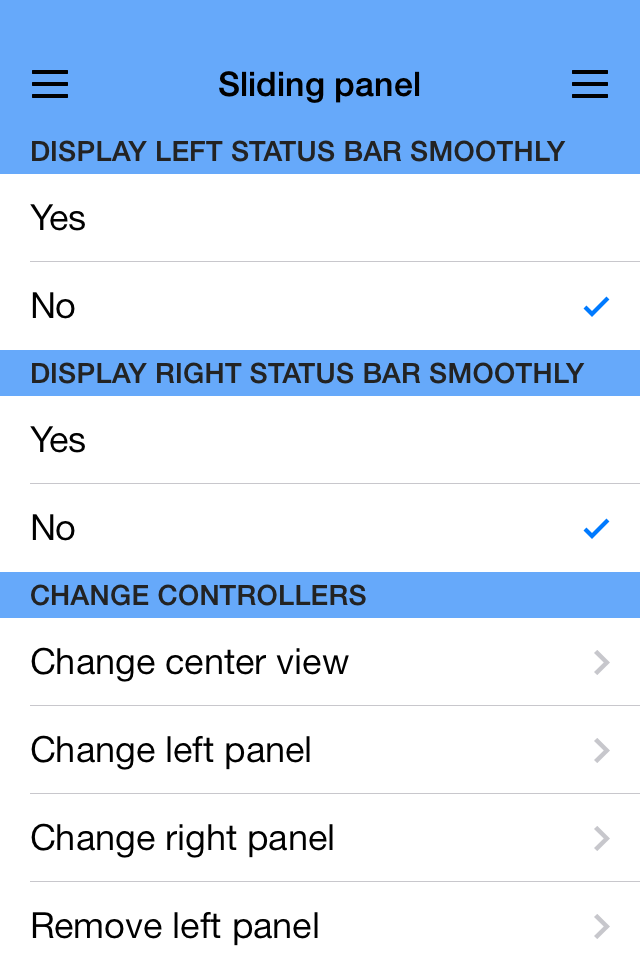 Sliding panel
DISPLAY LEFT STATUS BAR SMOOTHLY
Yes
No
DISPLAY RIGHT STATUS BAR SMOOTHLY
Yes
No
CHANGE CONTROLLERS
Change center view
Change left panel
Change right panel
Remove left panel